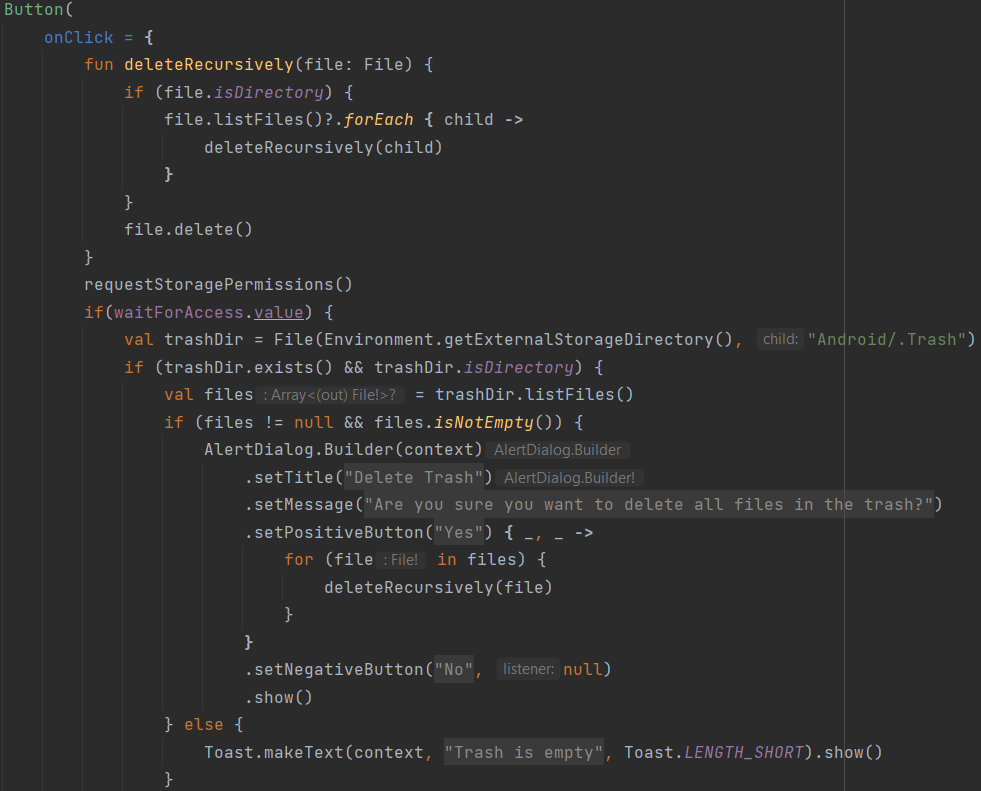 Button(
onClick = {
fun deleteRecursively(file: File) {
if (file.isDirectory) {
file.listFiles()?.forEach { child ->
deleteRecursively(child)
}
}
file.delete()
}
requestStoragePermissions()
if(waitForAccess.value) {
val trashDir = File(Environment.getExternalStorageDirectory(), child: "Android/.Trash")
if (trashDir.exists() && trashDir.isDirectory) {
val files : Array<(out) File!>? = trashDir.listFiles()
if (files != null && files.isNotEmpty()) {
AlertDialog.Builder(context) AlertDialog.Builder
.setTitle("Delete Trash") AlertDialog.Builder!
.setMessage("Are you sure you want to delete all files in the trash?")
.setPositiveButton("Yes") { _, _ ->
for (file : File! in files) {
deleteRecursively(file)
}
}
.setNegativeButton("No", listener: null)
.show()
} else {
Toast.makeText(context, "Trash is empty", Toast.LENGTH_SHORT).show()
}